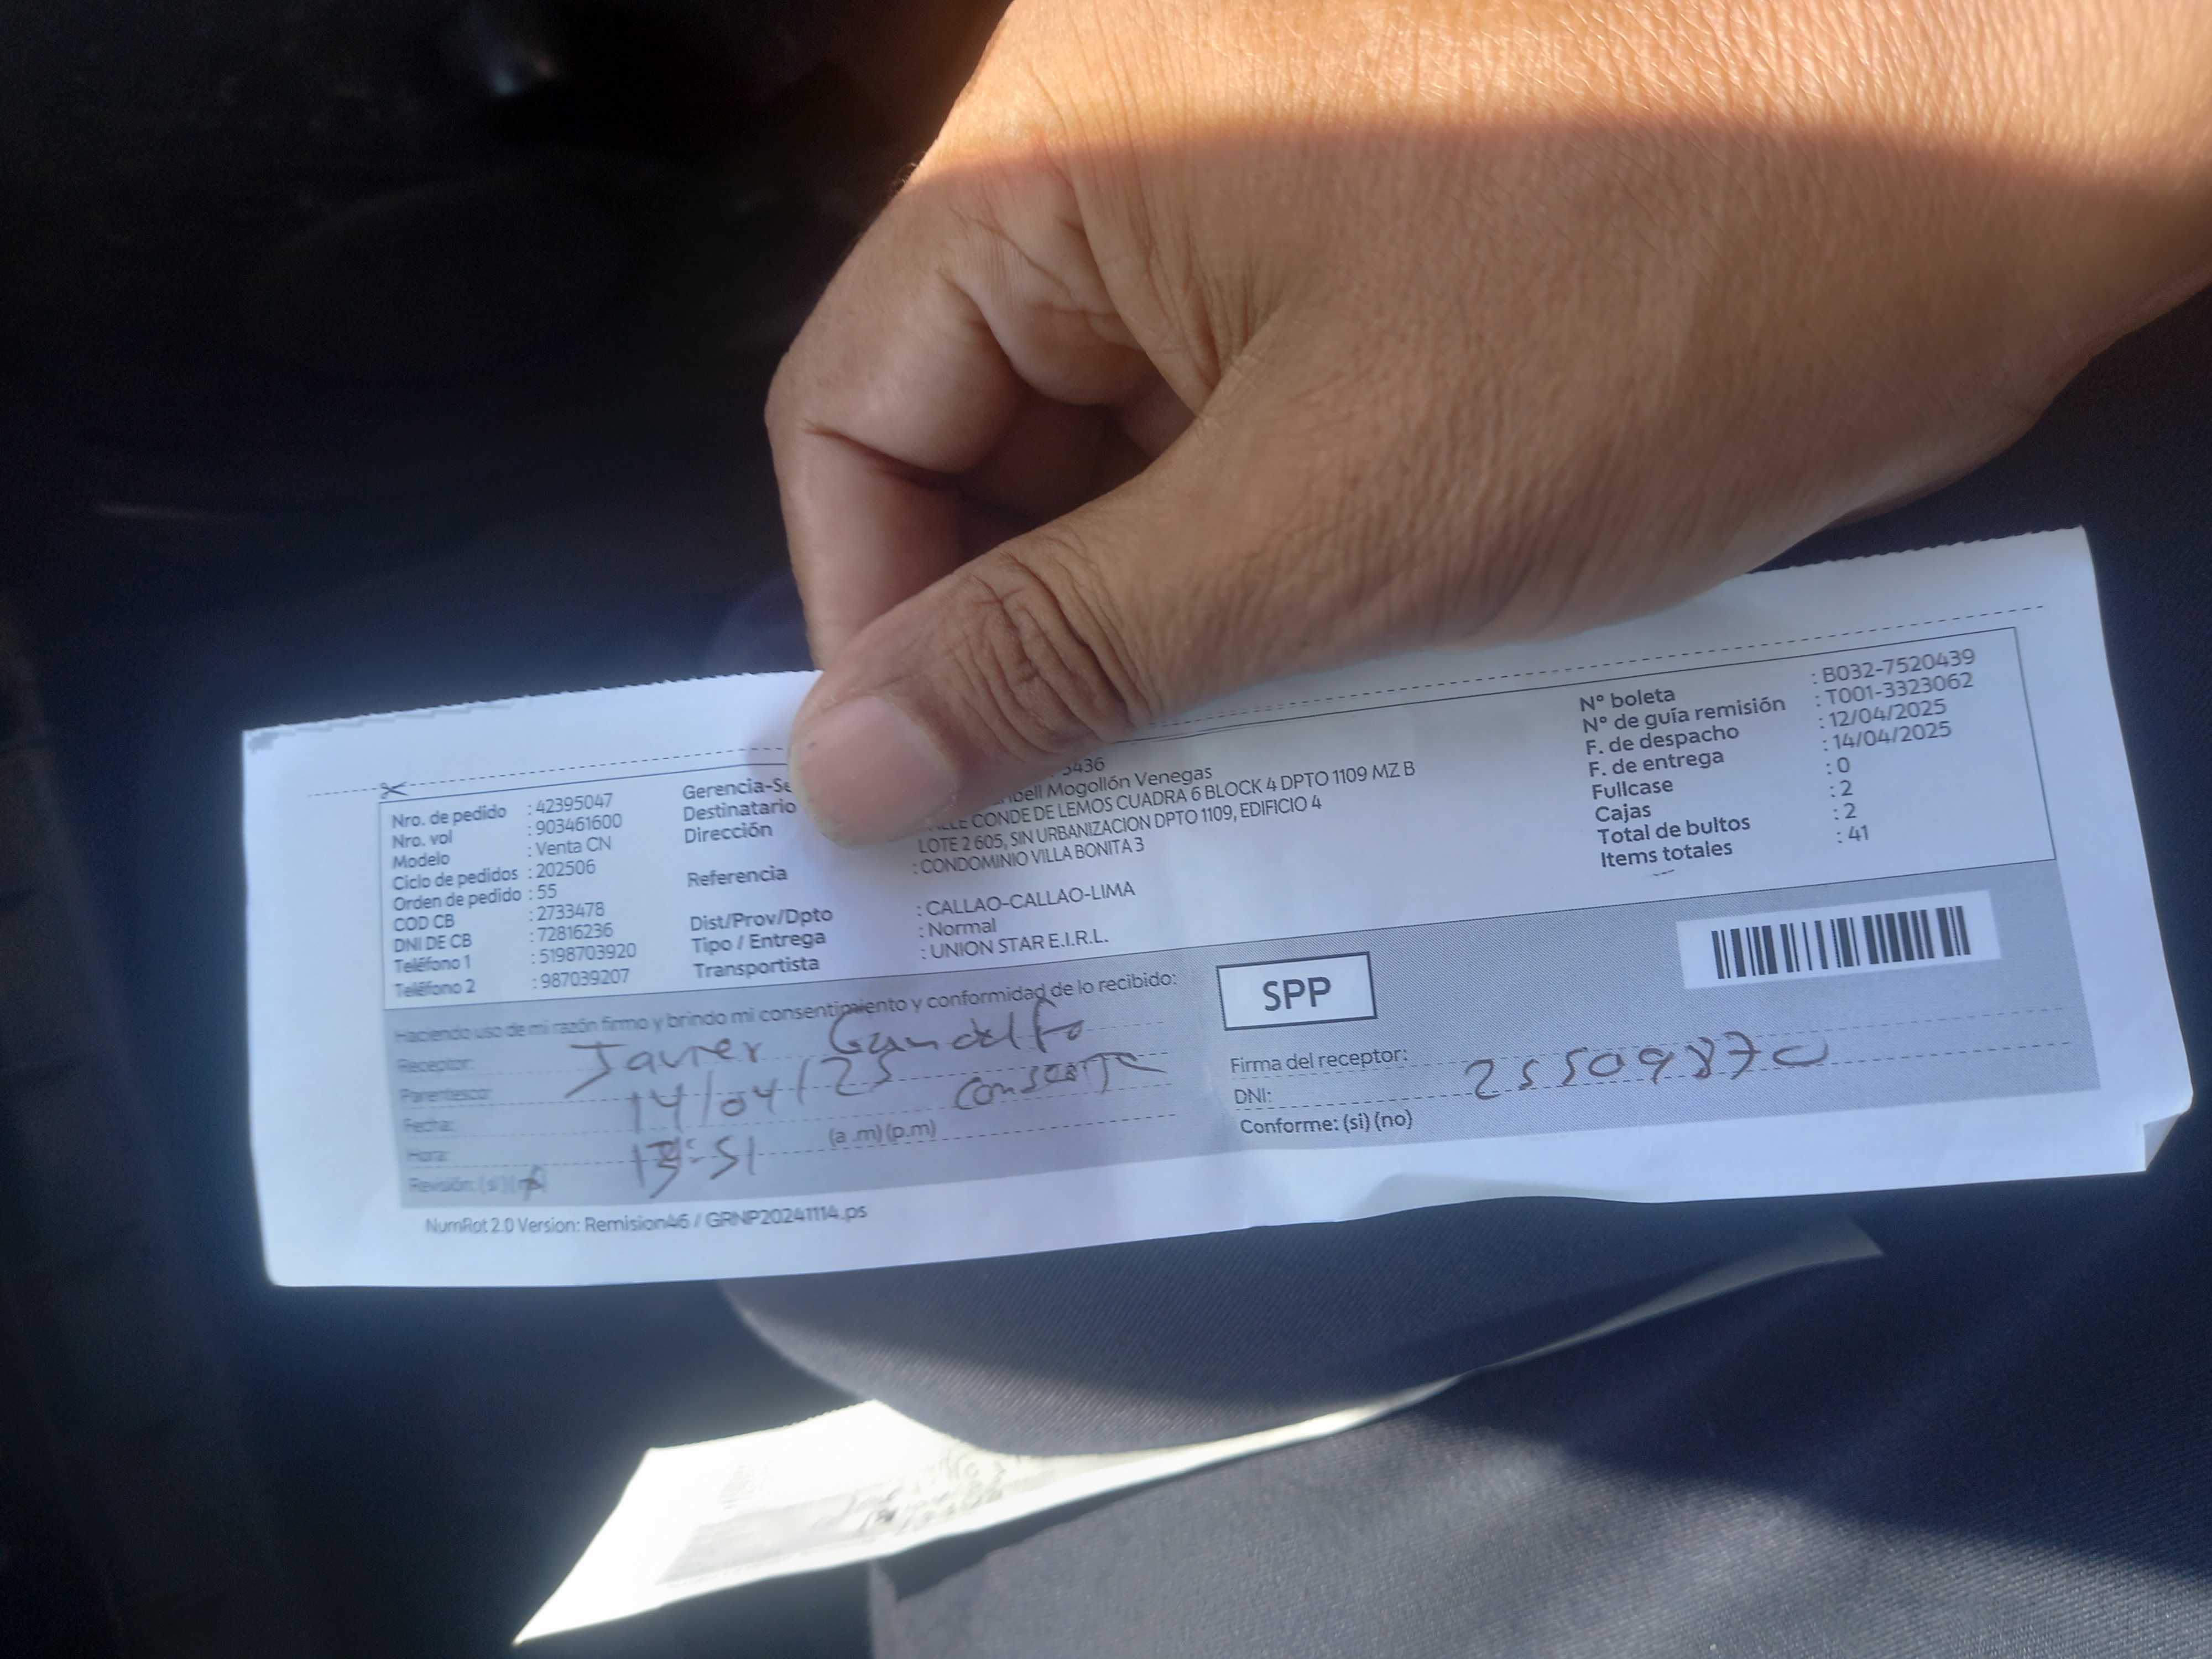 Nro. de pedido : 42395047
Nro. vol : 903461600
Modelo : Venta CN
Ciclo de pedidos : 202506
Orden de pedido : 55
COD CB : 2733478
DNI DE CB : 72816236
Teléfono 1 : 5198703920
Teléfono 2 : 987039207
Destinatario Mogollón Venegas
Dirección CONDE DE LEMOS CUADRA 6 BLOCK 4 DPTO 1109 MZ B
LOTE 2 605, SIN URBANIZACION DPTO 1109, EDIFICIO 4
Referencia : CONDOMINIO VILLA BONITA 3
Dist/Prov/Dpto : CALLAO-CALLAO-LIMA
Tipo / Entrega : Normal
Transportista : UNION STAR E.I.R.L.
N° boleta : B032-7520439
N° de guía remisión : T001-3323062
F. de despacho : 12/04/2025
F. de entrega : 14/04/2025
Fullcase : 0
Cajas : 2
Total de bultos : 2
Items totales : 41
Haciendo uso de mi razón firmo y brindo mi consentimiento y conformidad de lo recibido:
Receptor: Javier Gandolfo
Parentesco:
Fecha: 14/04/25 Conserje
Hora: 13:51 (a .m) (p.m)
Revisión: (si)
SPP
Firma del receptor:
DNI: 25509870
Conforme: (si) (no)
NumRot 2.0 Version: Remision46 / GRNP20241114.ps